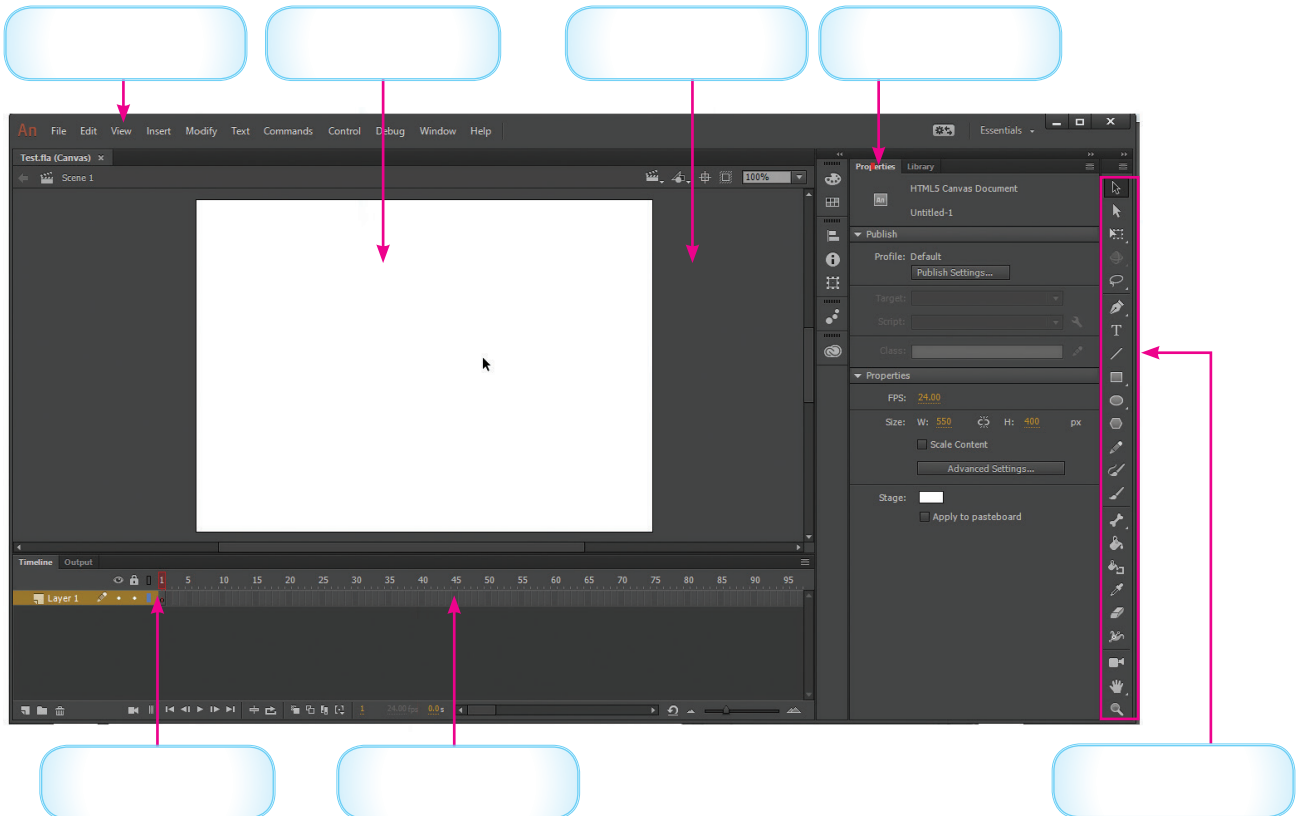 An File Edit View Insert Modify Text Commands Control Debug Window Help Essentials
Test.fla (Canvas) ×
Scene 1 100%
Properties Library
An HTML5 Canvas Document
Untitled-1
Publish
Profile: Default
Publish Settings...
Target:
Script:
Class:
Properties
FPS: 24.00
Size: W: 550 H: 400 px
Scale Content
Advanced Settings...
Stage:
Apply to pasteboard
T
Timeline Output
1 5 10 15 20 25 30 35 40 45 50 55 60 65 70 75 80 85 90 95
Layer 1
1 24.00 fps 0.0 s